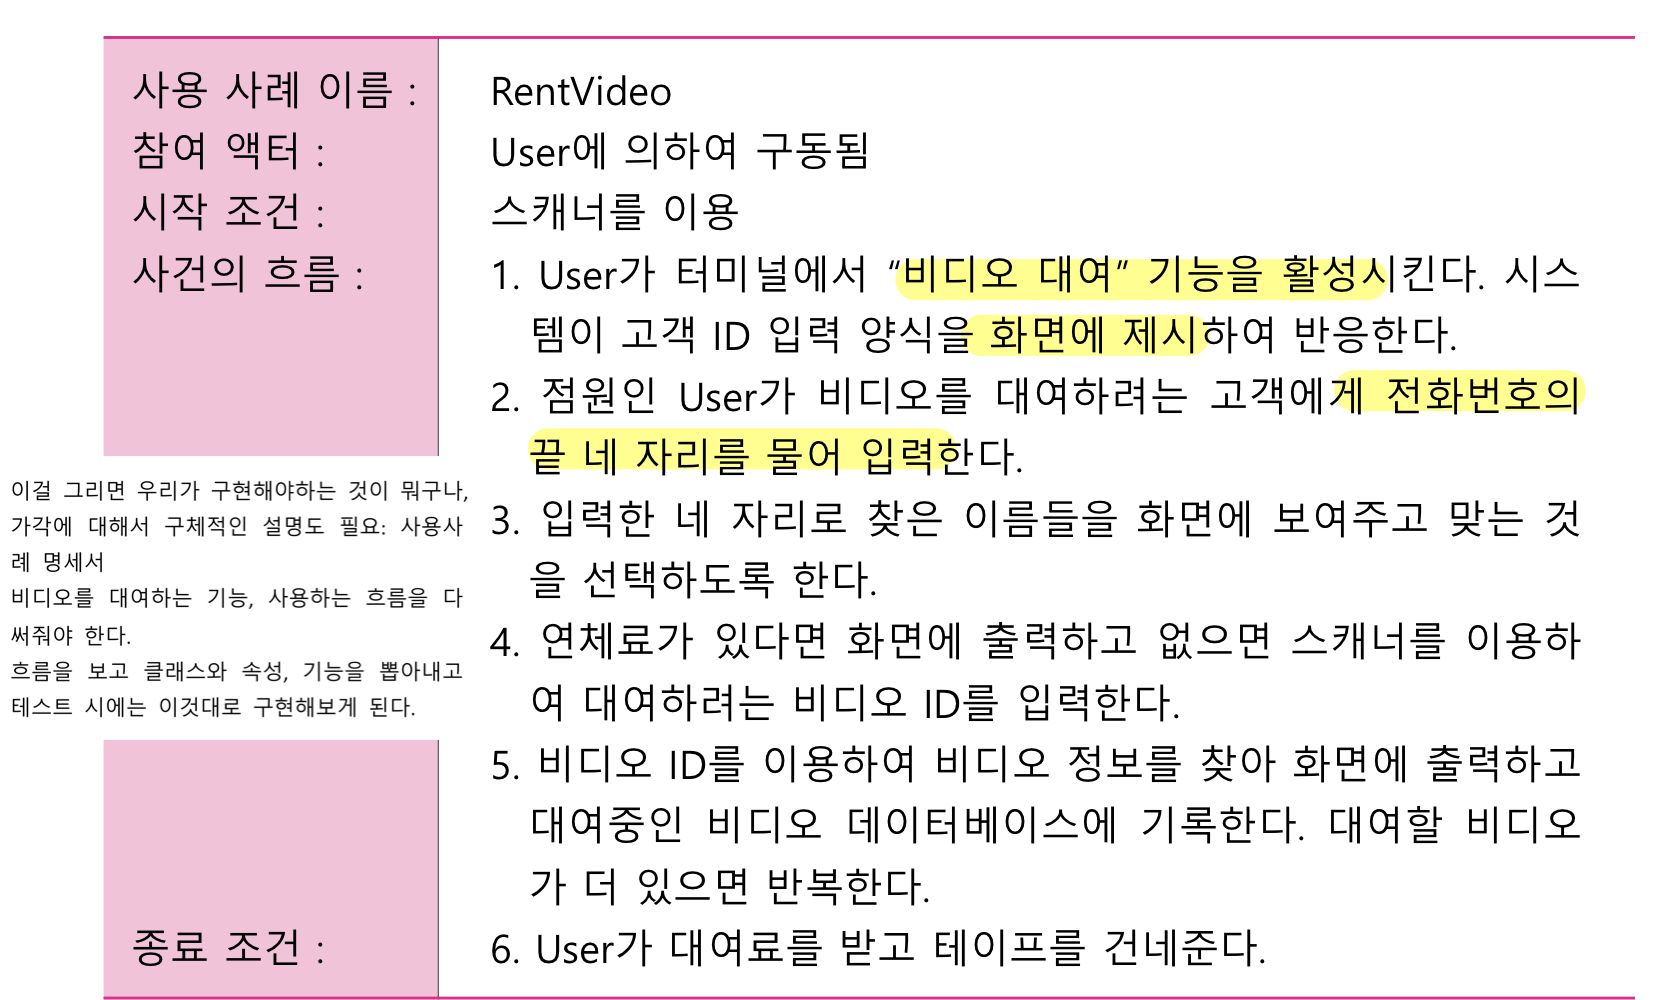 사용 사례 이름 : RentVideo
참여 액터 : User에 의하여 구동됨
시작 조건 : 스캐너를 이용
사건의 흐름 : 1. User가 터미널에서 “비디오 대여” 기능을 활성시킨다. 시스
템이 고객 ID 입력 양식을 화면에 제시하여 반응한다.
2. 점원인 User가 비디오를 대여하려는 고객에게 전화번호의
끝 네 자리를 물어 입력한다.
3. 입력한 네 자리로 찾은 이름들을 화면에 보여주고 맞는 것
을 선택하도록 한다.
4. 연체료가 있다면 화면에 출력하고 없으면 스캐너를 이용하
여 대여하려는 비디오 ID를 입력한다.
5. 비디오 ID를 이용하여 비디오 정보를 찾아 화면에 출력하고
대여중인 비디오 데이터베이스에 기록한다. 대여할 비디오
가 더 있으면 반복한다.
종료 조건 : 6. User가 대여료를 받고 테이프를 건네준다.
이걸 그리면 우리가 구현해야하는 것이 뭐구나,
가각에 대해서 구체적인 설명도 필요: 사용사
례 명세서
비디오를 대여하는 기능, 사용하는 흐름을 다
써줘야 한다.
흐름을 보고 클래스와 속성, 기능을 뽑아내고
테스트 시에는 이것대로 구현해보게 된다.